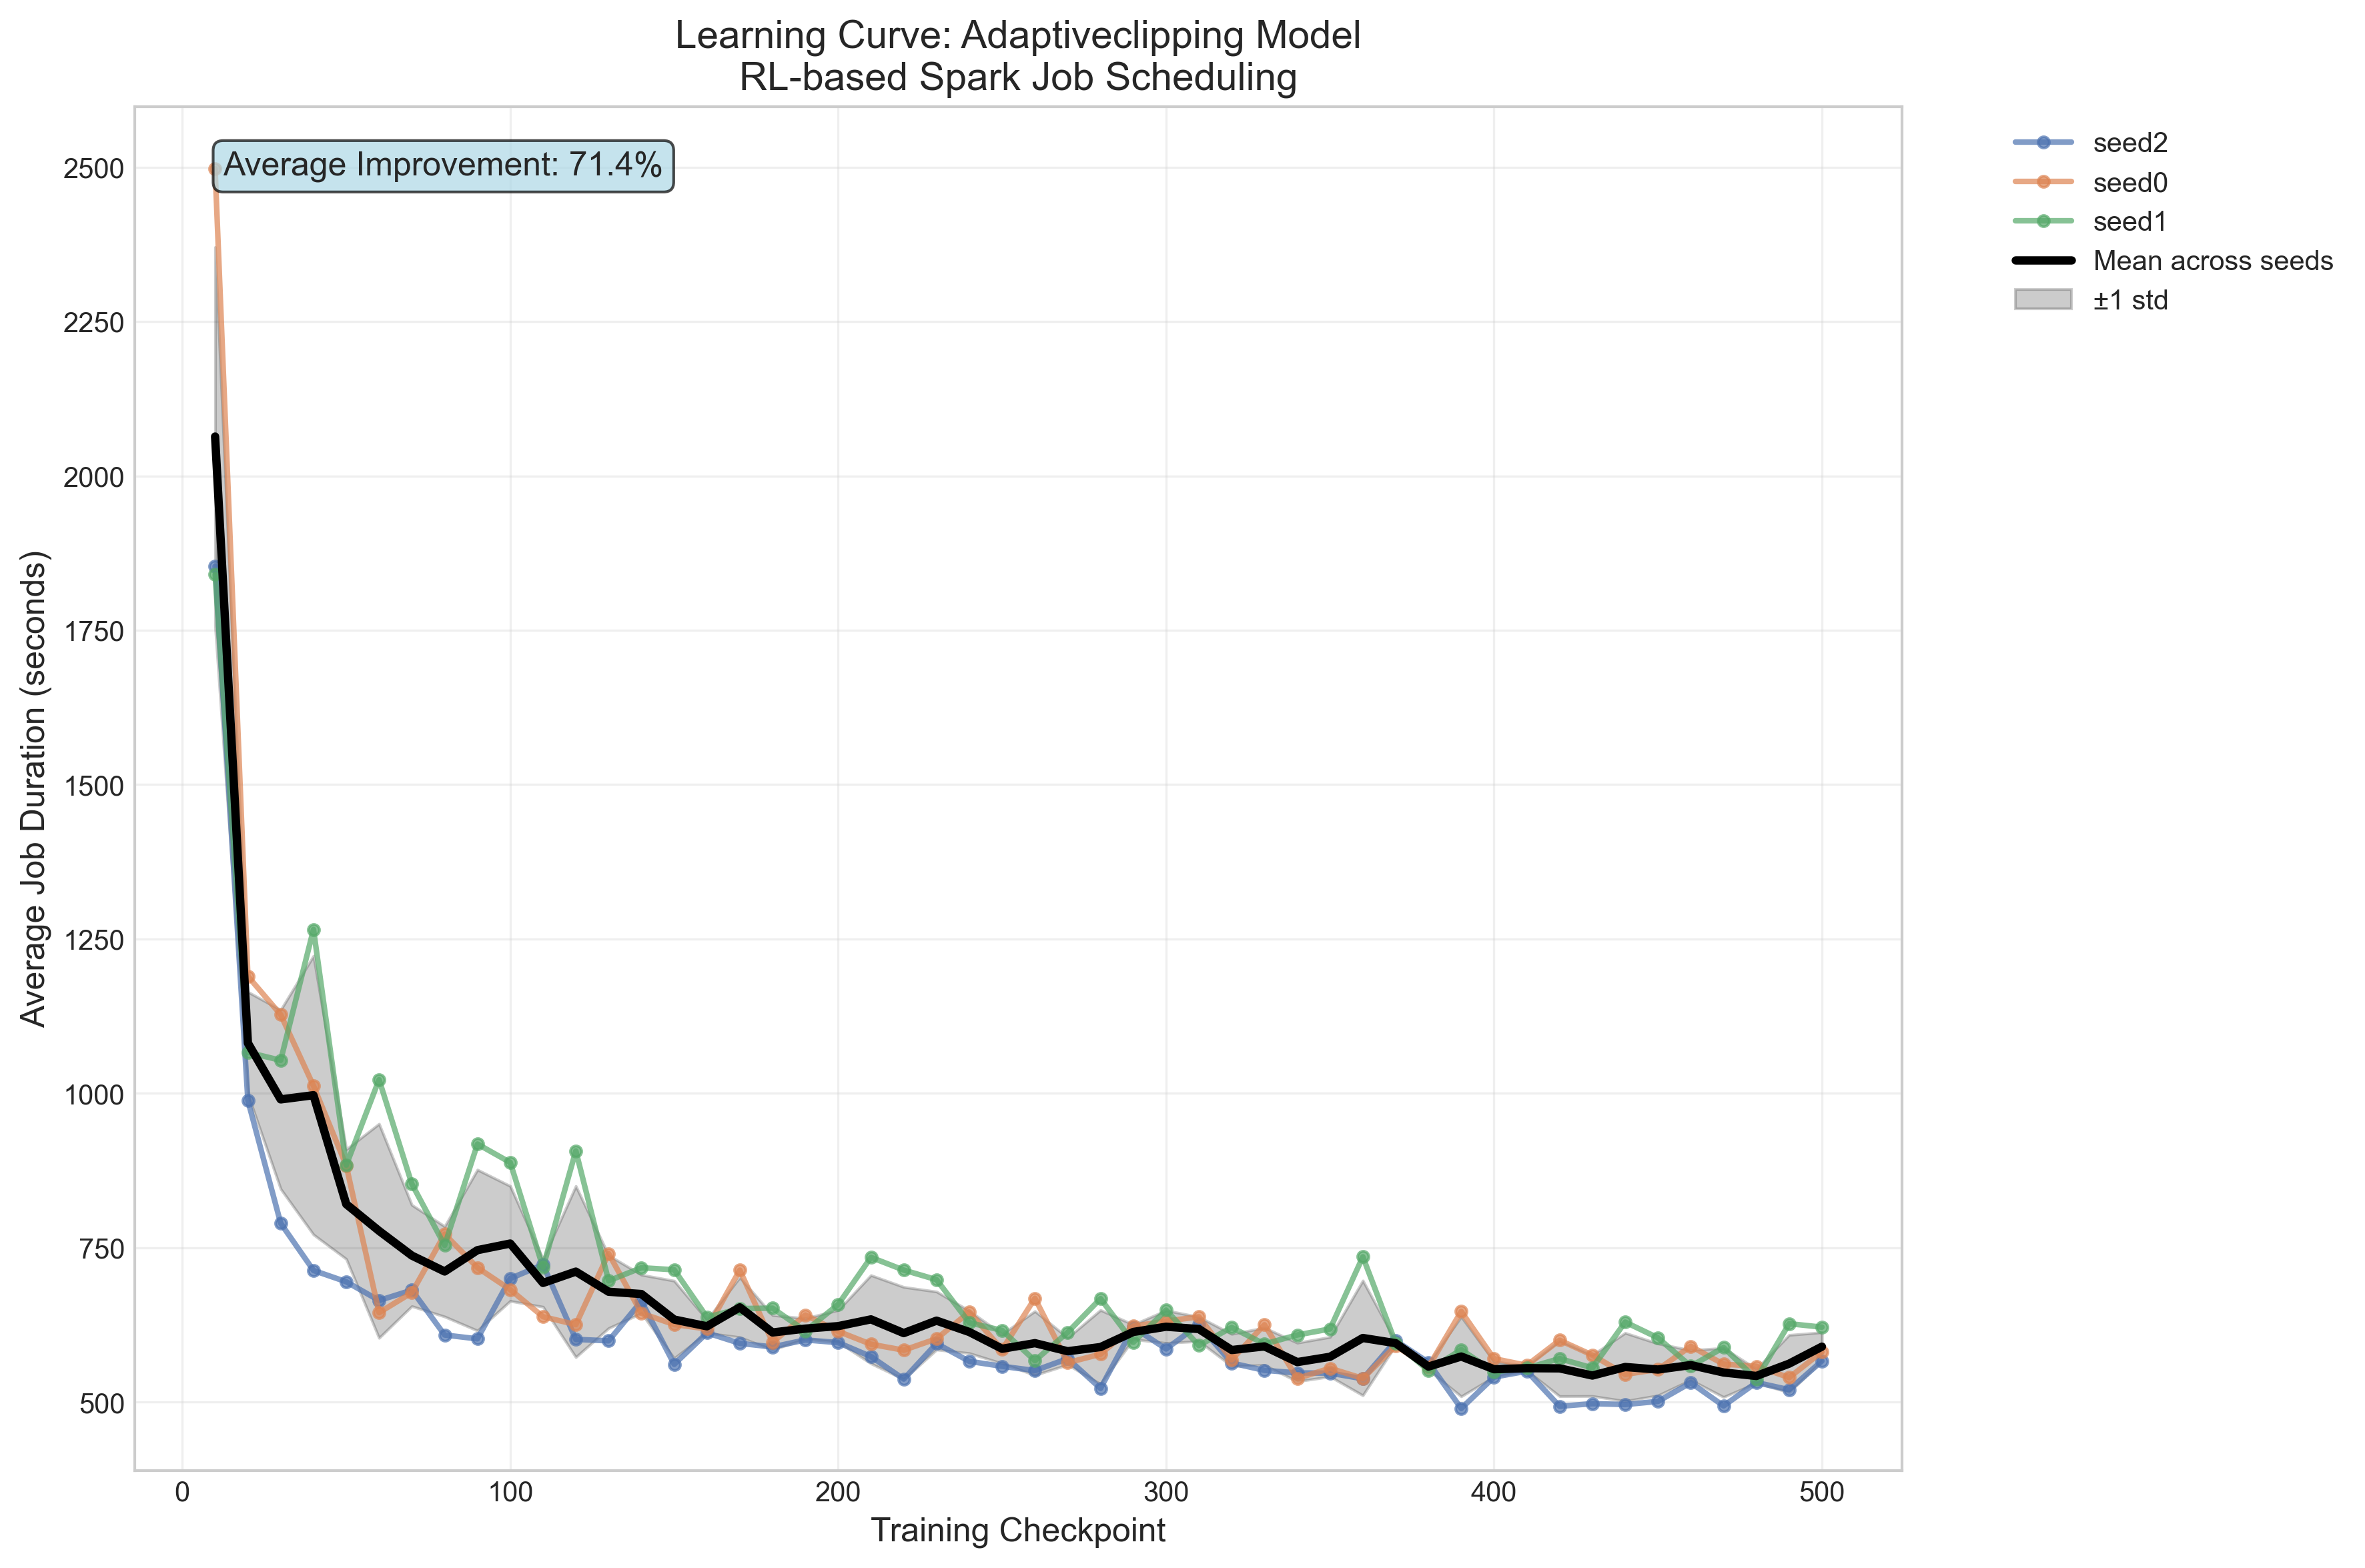 Learning Curve: Adaptiveclipping Model
RL-based Spark Job Scheduling
Average Improvement: 71.4%
seed2
seed0
seed1
Mean across seeds
±1 std
Average Job Duration (seconds)
2500
2250
2000
1750
1500
1250
1000
750
500
0
100
200
300
400
500
Training Checkpoint